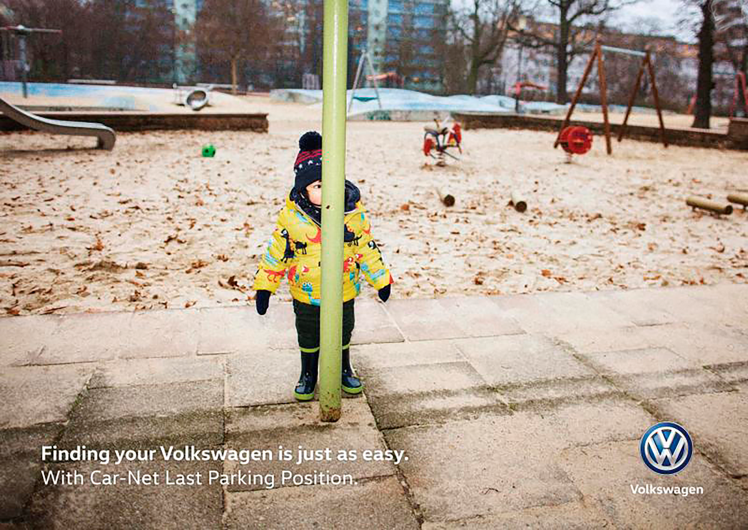 Finding your Volkswagen is just as easy.
With Car-Net Last Parking Position.
Volkswagen